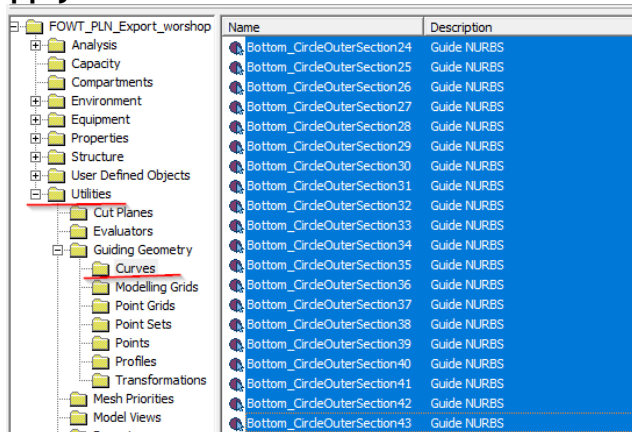 FOWT_PLN_Export_worshop
Analysis
Capacity
Compartments
Environment
Equipment
Properties
Structure
User Defined Objects
Utilities
Cut Planes
Evaluators
Guiding Geometry
Curves
Modelling Grids
Point Grids
Point Sets
Points
Profiles
Transformations
Mesh Priorities
Model Views
Name Description
Bottom_CircleOuterSection24 Guide NURBS
Bottom_CircleOuterSection25 Guide NURBS
Bottom_CircleOuterSection26 Guide NURBS
Bottom_CircleOuterSection27 Guide NURBS
Bottom_CircleOuterSection28 Guide NURBS
Bottom_CircleOuterSection29 Guide NURBS
Bottom_CircleOuterSection30 Guide NURBS
Bottom_CircleOuterSection31 Guide NURBS
Bottom_CircleOuterSection32 Guide NURBS
Bottom_CircleOuterSection33 Guide NURBS
Bottom_CircleOuterSection34 Guide NURBS
Bottom_CircleOuterSection35 Guide NURBS
Bottom_CircleOuterSection36 Guide NURBS
Bottom_CircleOuterSection37 Guide NURBS
Bottom_CircleOuterSection38 Guide NURBS
Bottom_CircleOuterSection39 Guide NURBS
Bottom_CircleOuterSection40 Guide NURBS
Bottom_CircleOuterSection41 Guide NURBS
Bottom_CircleOuterSection42 Guide NURBS
Bottom_CircleOuterSection43 Guide NURBS